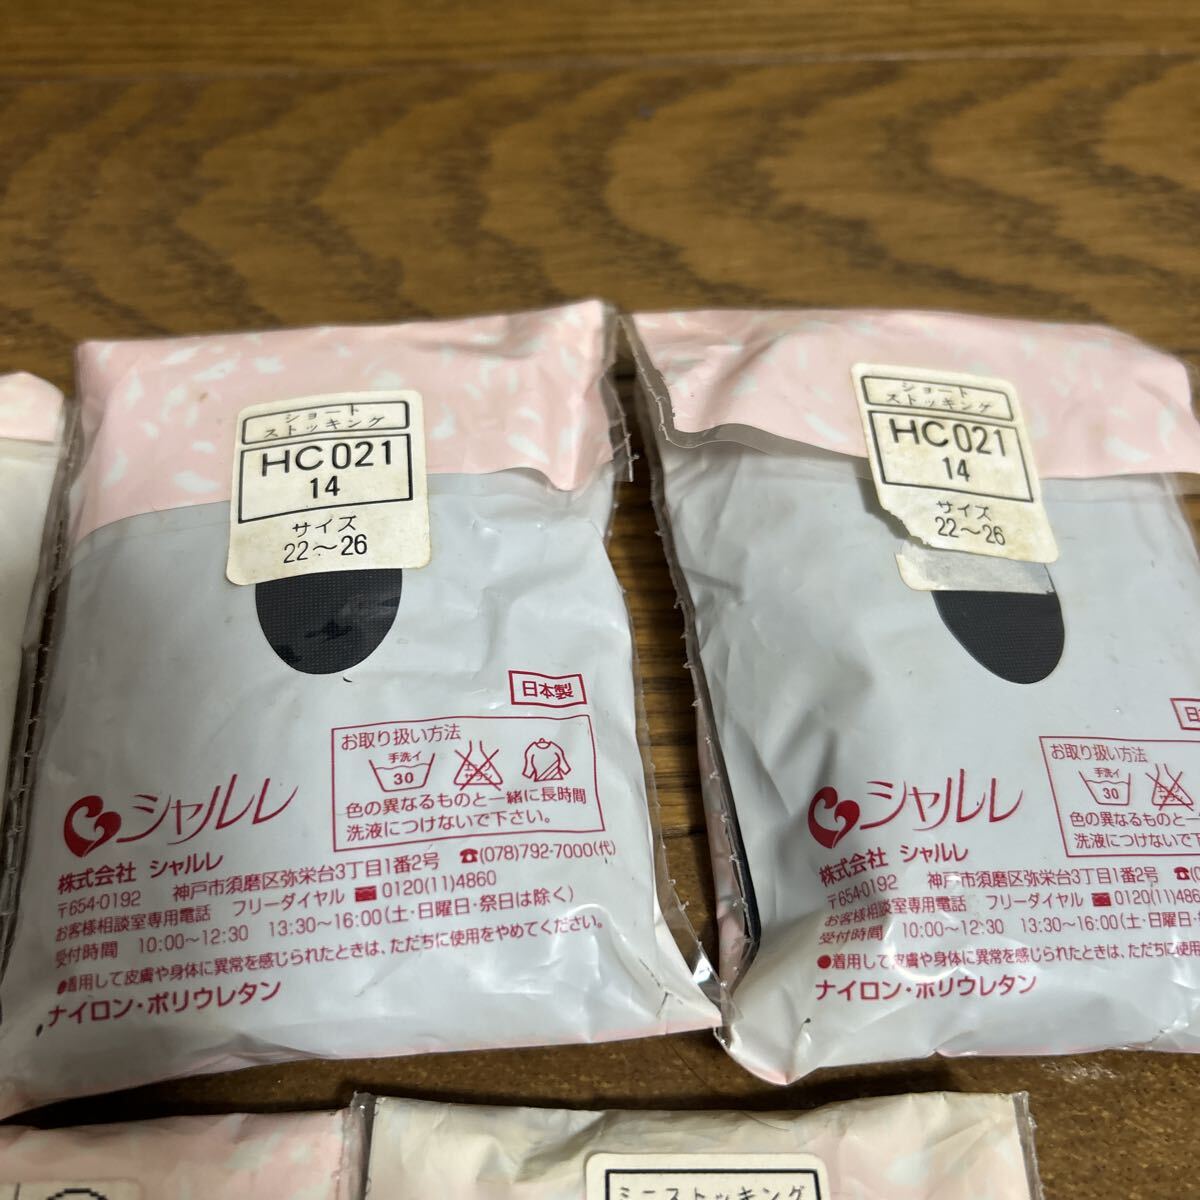 ショート
ストッキング
HC021
14
サイズ
22～26
日本製
お取り扱い方法
手洗イ
30
エンソ
サラシ
色の異なるものと一緒に長時間
洗液につけないで下さい。
シャルレ
株式会社 シャルレ
〒654-0192 神戸市須磨区弥栄台3丁目1番2号 ☎(078)792-7000(代)
お客様相談室専用電話 フリーダイヤル 0120(11)4860
受付時間 10:00～12:30 13:30～16:00(土・日曜日・祭日は除く)
●着用して皮膚や身体に異常を感じられたときは、ただちに使用をやめてください。
ナイロン・ポリウレタン
ショート
ストッキング
HC021
14
サイズ
22～26
日
お取り扱い方法
手洗イ
30
色の異なるものと一
洗液につけないで下
シャルレ
株式会社 シャルレ
〒654-0192 神戸市須磨区弥栄台3丁目1番2号 ☎(0
お客様相談室専用電話 フリーダイヤル 0120(11)486
受付時間 10:00～12:30 13:30～16:00(土・日曜日・
●着用して皮膚や身体に異常を感じられたときは、ただちに使用
ナイロン・ポリウレタン
ミニストッキング